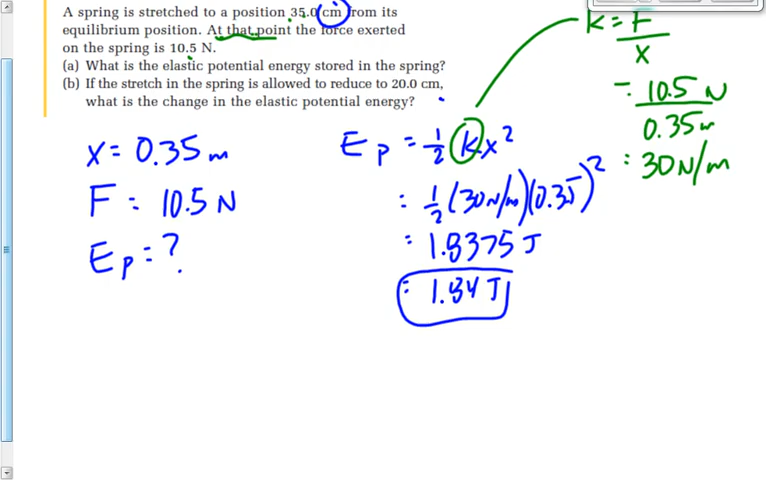 A spring is stretched to a position 35.0 cm from its
equilibrium position. At that point the force exerted
on the spring is 10.5 N.
(a) What is the elastic potential energy stored in the spring?
(b) If the stretch in the spring is allowed to reduce to 20.0 cm,
what is the change in the elastic potential energy?
k = F/x
= 10.5 N / 0.35 m
: 30 N/m
x = 0.35 m
F = 10.5 N
Ep = ?
Ep = ½ kx²
= ½ (30 N/m)(0.35)²
= 1.8375 J
= 1.84 J